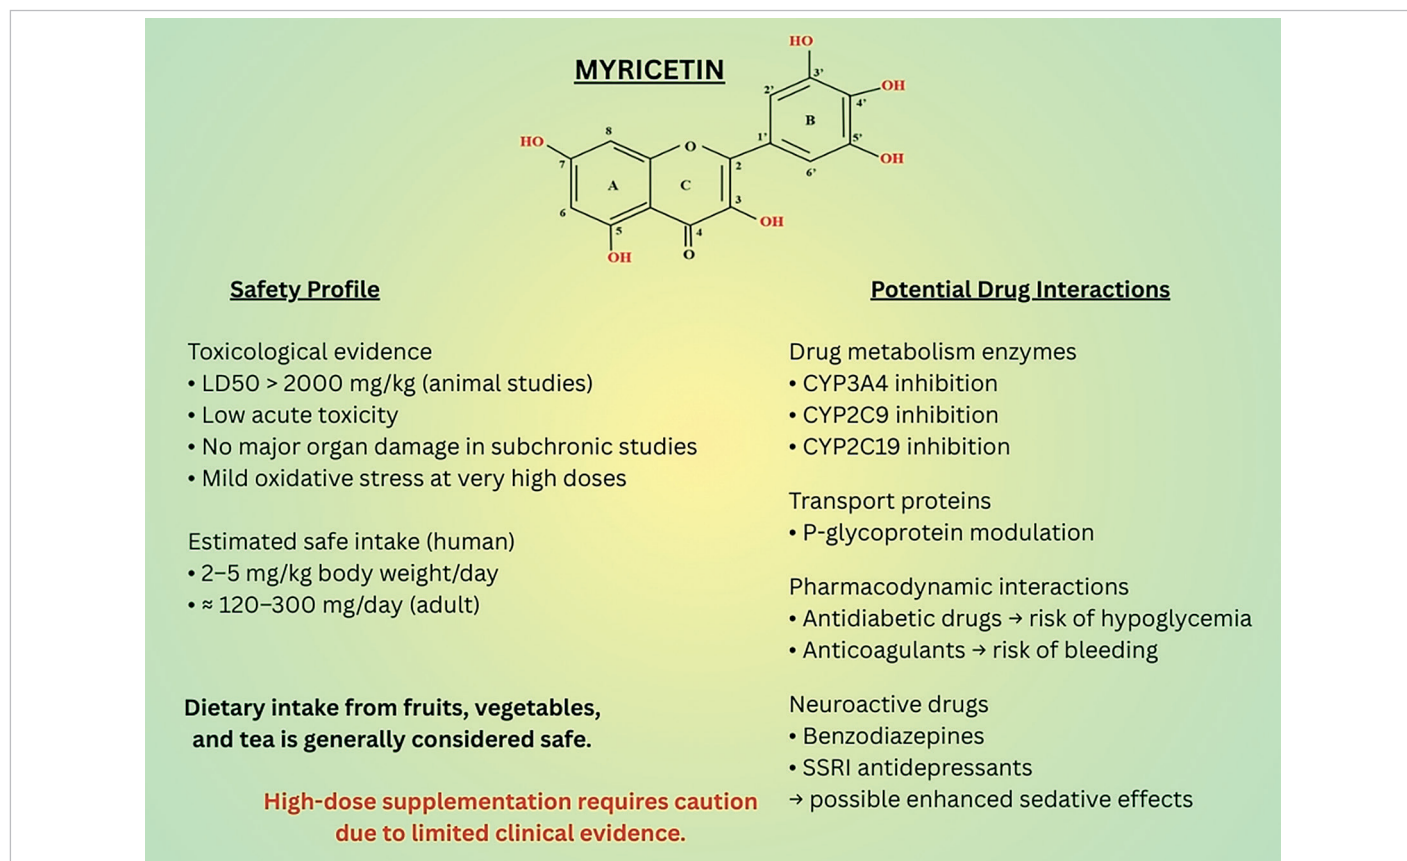 MYRICETIN
HO
3'
2'
OH
4'
B
1'
5'
OH
6'
HO
8
7
O
2
A
C
3
6
5
4
OH
OH
O
Safety Profile
Toxicological evidence
• LD50 > 2000 mg/kg (animal studies)
• Low acute toxicity
• No major organ damage in subchronic studies
• Mild oxidative stress at very high doses
Estimated safe intake (human)
• 2–5 mg/kg body weight/day
• ≈ 120–300 mg/day (adult)
Dietary intake from fruits, vegetables,
and tea is generally considered safe.
High-dose supplementation requires caution
due to limited clinical evidence.
Potential Drug Interactions
Drug metabolism enzymes
• CYP3A4 inhibition
• CYP2C9 inhibition
• CYP2C19 inhibition
Transport proteins
• P-glycoprotein modulation
Pharmacodynamic interactions
• Antidiabetic drugs → risk of hypoglycemia
• Anticoagulants → risk of bleeding
Neuroactive drugs
• Benzodiazepines
• SSRI antidepressants
→ possible enhanced sedative effects